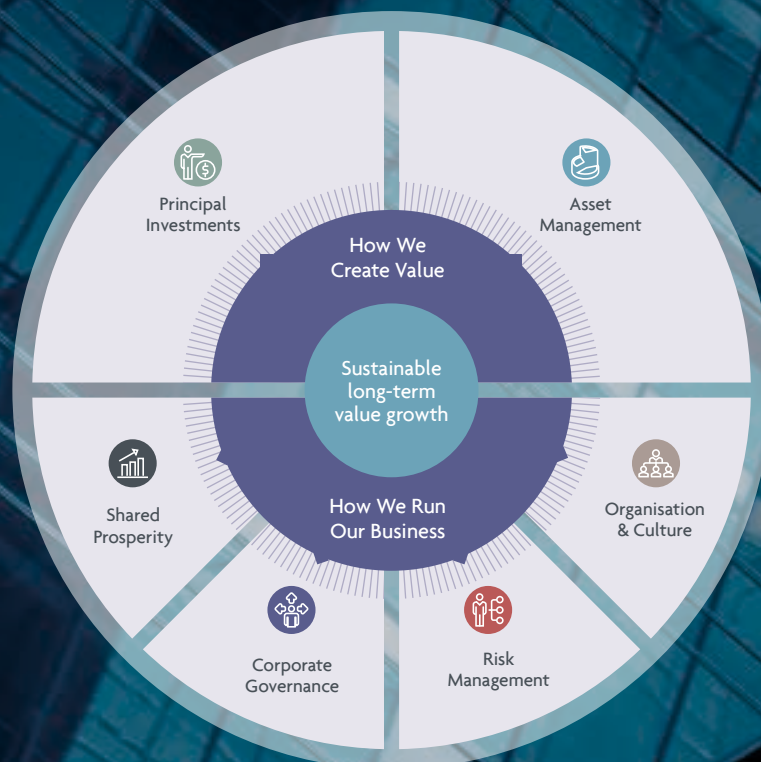 Principal
Investments
Asset
Management
How We
Create Value
Sustainable
long-term
value growth
How We Run
Our Business
Shared
Prosperity
Organisation
& Culture
Corporate
Governance
Risk
Management